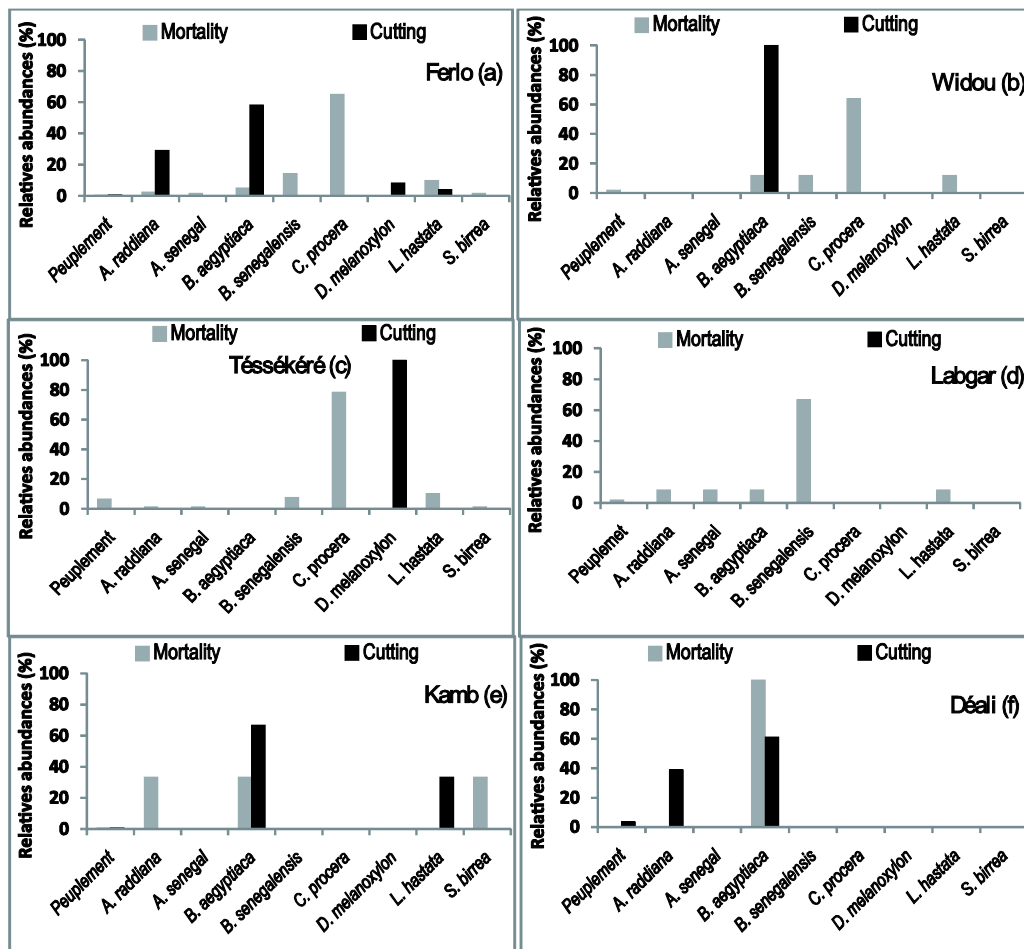 Mortality Cutting
Ferlo (a)
Relatives abundances (%)
100
80
60
40
20
0
Peuplement A. raddiana A. senegal B. aegyptiaca B. senegalensis C. procera D. melanoxylon L. hastata S. birrea
Mortality Cutting
Widou (b)
Relatives abundances (%)
100
80
60
40
20
0
Peuplement A. raddiana A. senegal B. aegyptiaca B. senegalensis C. procera D. melanoxylon L. hastata S. birrea
Mortality Cutting
Téssékéré (c)
Relatives abundances (%)
100
80
60
40
20
0
Peuplement A. raddiana A. senegal B. aegyptiaca B. senegalensis C. procera D. melanoxylon L. hastata S. birrea
Mortality Cutting
Labgar (d)
Relatives abundances (%)
100
80
60
40
20
0
Peuplemet A. raddiana A. senegal B. aegyptiaca B. senegalensis C. procera D. melanoxylon L. hastata S. birrea
Mortality Cutting
Kamb (e)
Relatives abundances (%)
100
80
60
40
20
0
Peuplement A. raddiana A. senegal B. aegyptiaca B. senegalensis C. procera D. melanoxylon L. hastata S. birrea
Mortality Cutting
Déali (f)
Relatives abundances (%)
100
80
60
40
20
0
Peuplement A. raddiana A. senegal B. aegyptiaca B. senegalensis C. procera D. melanoxylon L. hastata S. birrea